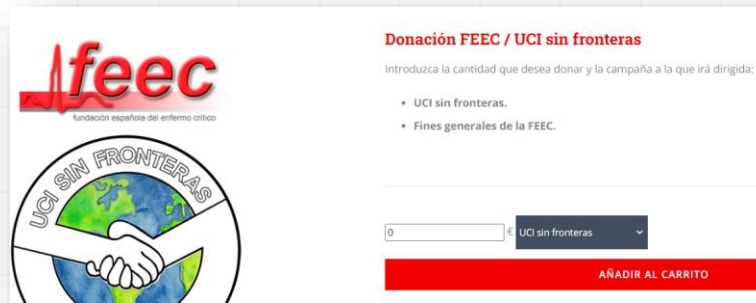 feec
fundación española del enfermo crítico
UCI SIN FRONTERAS
Donación FEEC / UCI sin fronteras
Introduzca la cantidad que desea donar y la campaña a la que irá dirigida:
• UCI sin fronteras.
• Fines generales de la FEEC.
0 € UCI sin fronteras
AÑADIR AL CARRITO